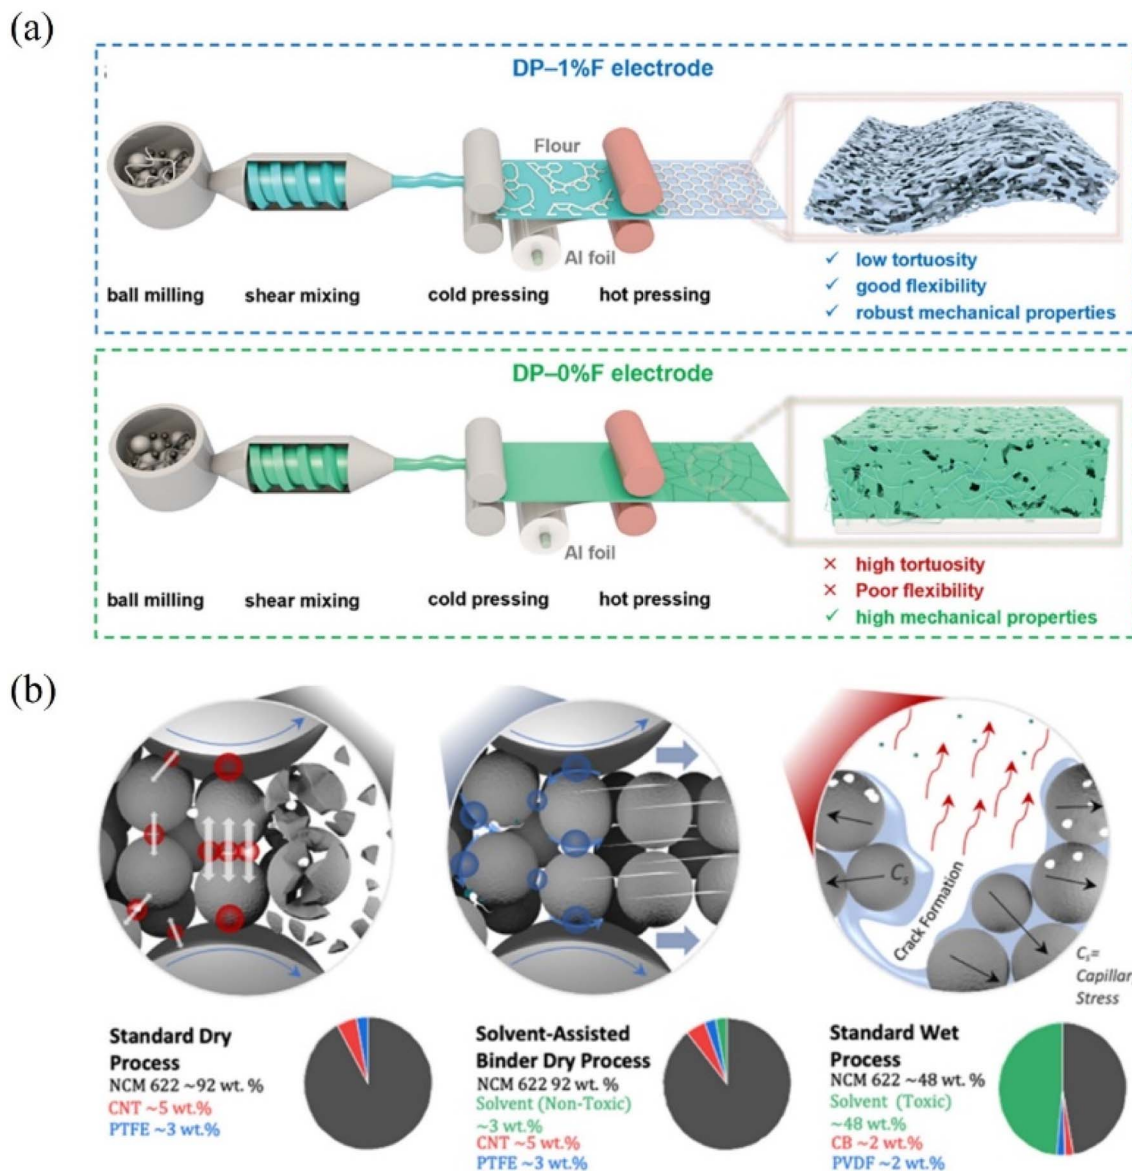 (a)
DP–1%F electrode
Flour
Al foil
ball milling
shear mixing
cold pressing
hot pressing
✓ low tortuosity
✓ good flexibility
✓ robust mechanical properties
DP–0%F electrode
Al foil
ball milling
shear mixing
cold pressing
hot pressing
✕ high tortuosity
✕ Poor flexibility
✓ high mechanical properties
(b)
Cs
Crack Formation
Cs=
Capillary
Stress
Standard Dry
Process
NCM 622 ~92 wt. %
CNT ~5 wt.%
PTFE ~3 wt.%
Solvent-Assisted
Binder Dry Process
NCM 622 92 wt. %
Solvent (Non-Toxic)
~3 wt.%
CNT ~5 wt.%
PTFE ~3 wt.%
Standard Wet
Process
NCM 622 ~48 wt.%
Solvent (Toxic)
~48 wt.%
CB ~2 wt.%
PVDF ~2 wt.%